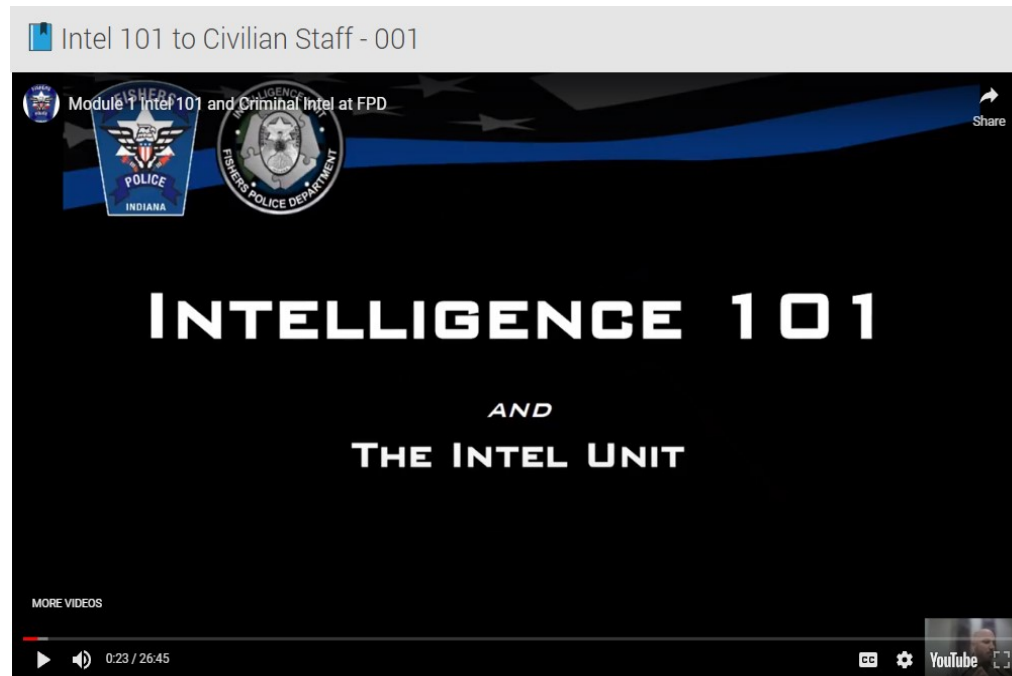 Intel 101 to Civilian Staff - 001
Module 1 Intel 101 and Criminal Intel at FPD
Share
FISHERS
POLICE
INDIANA
INTELLIGENCE UNIT
FISHERS POLICE DEPARTMENT
INTELLIGENCE 101
AND
THE INTEL UNIT
MORE VIDEOS
0:23 / 26:45
CC
YouTube